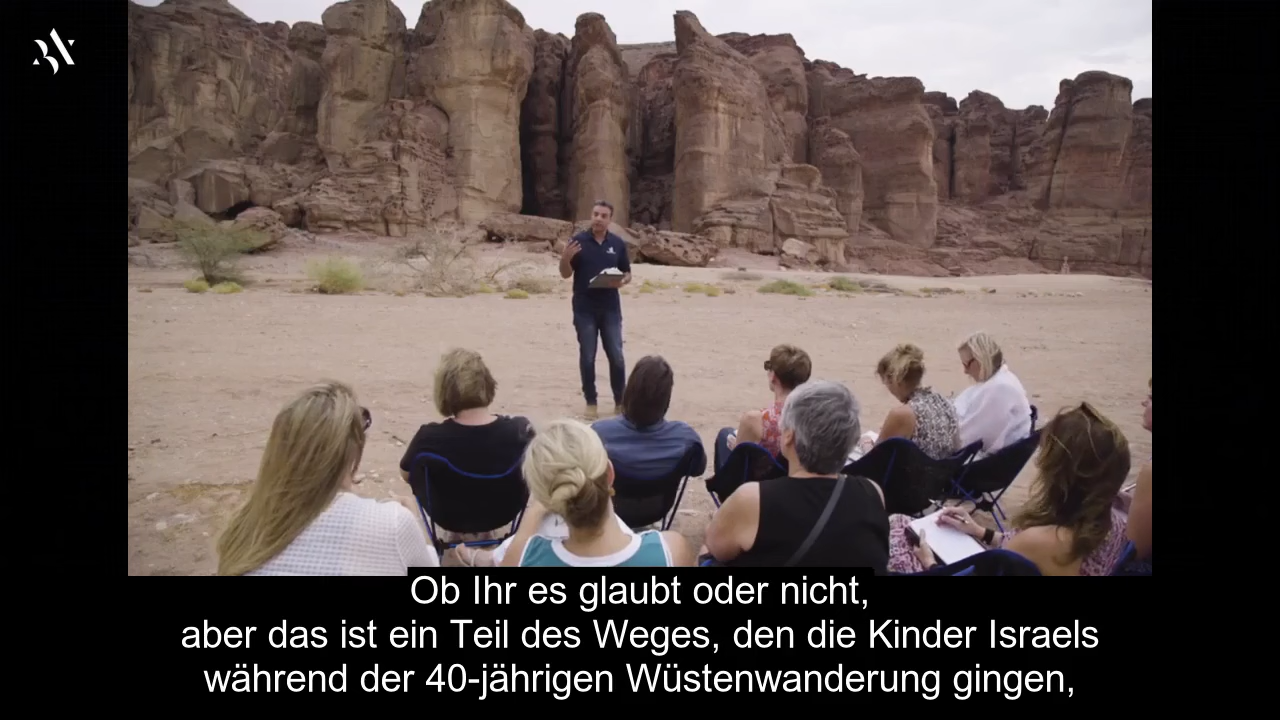 Ob Ihr es glaubt oder nicht,
aber das ist ein Teil des Weges, den die Kinder Israels
während der 40-jährigen Wüstenwanderung gingen,